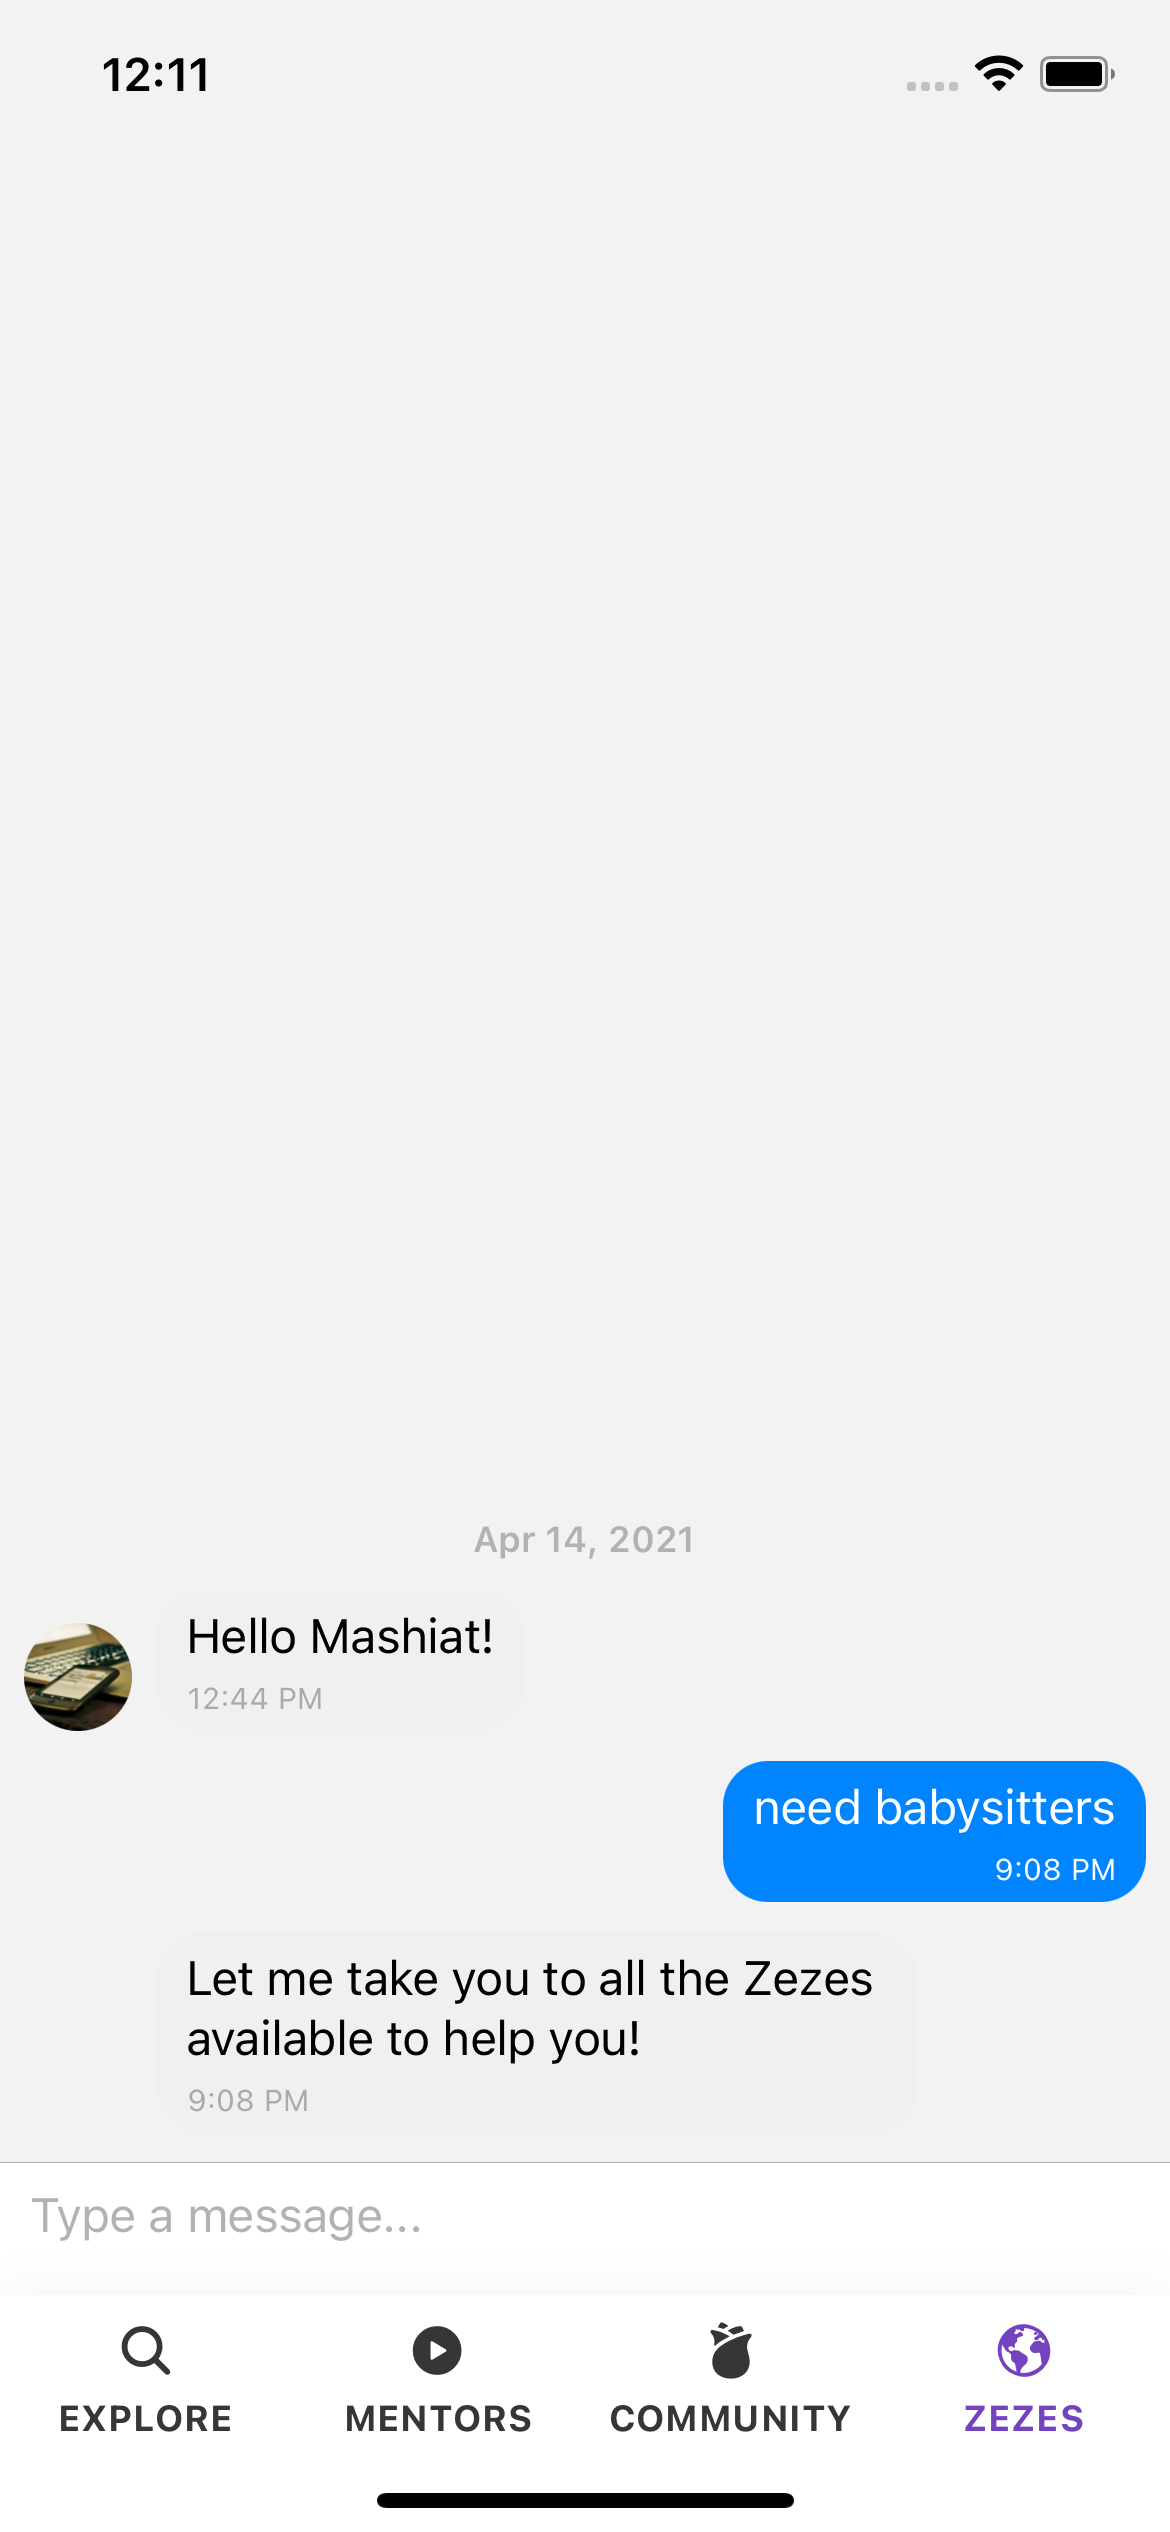 12:11
Apr 14, 2021
Hello Mashiat!
12:44 PM
need babysitters
9:08 PM
Let me take you to all the Zezes
available to help you!
9:08 PM
Type a message...
EXPLORE
MENTORS
COMMUNITY
ZEZES